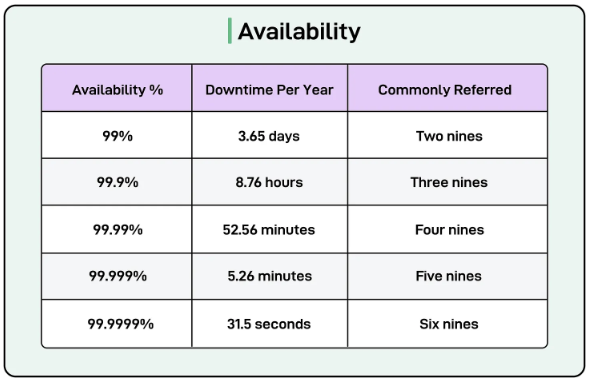 Availability
Availability % Downtime Per Year Commonly Referred
99% 3.65 days Two nines
99.9% 8.76 hours Three nines
99.99% 52.56 minutes Four nines
99.999% 5.26 minutes Five nines
99.9999% 31.5 seconds Six nines